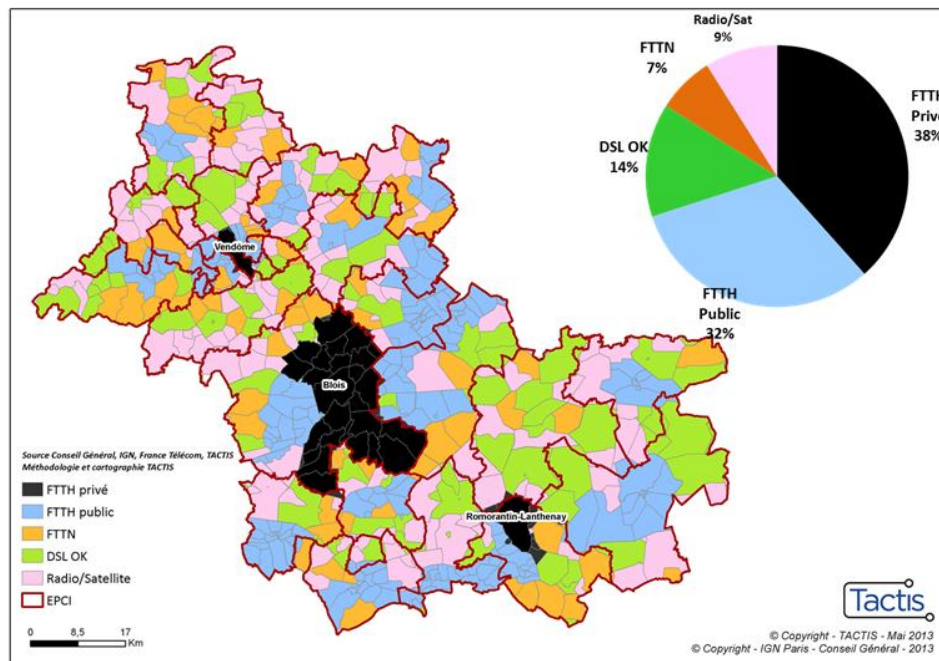 Radio/Sat
9%
FTTN
7%
FTTH
Privé
38%
DSL OK
14%
FTTH
Public
32%
Vendôme
Blois
Romorantin-Lanthenay
Source Conseil Général, IGN, France Télécom, TACTIS
Méthodologie et cartographie TACTIS
FTTH privé
FTTH public
FTTN
DSL OK
Radio/Satellite
EPCI
0 8,5 17
Km
Tactis
© Copyright - TACTIS - Mai 2013
© Copyright - IGN Paris - Conseil Général - 2013